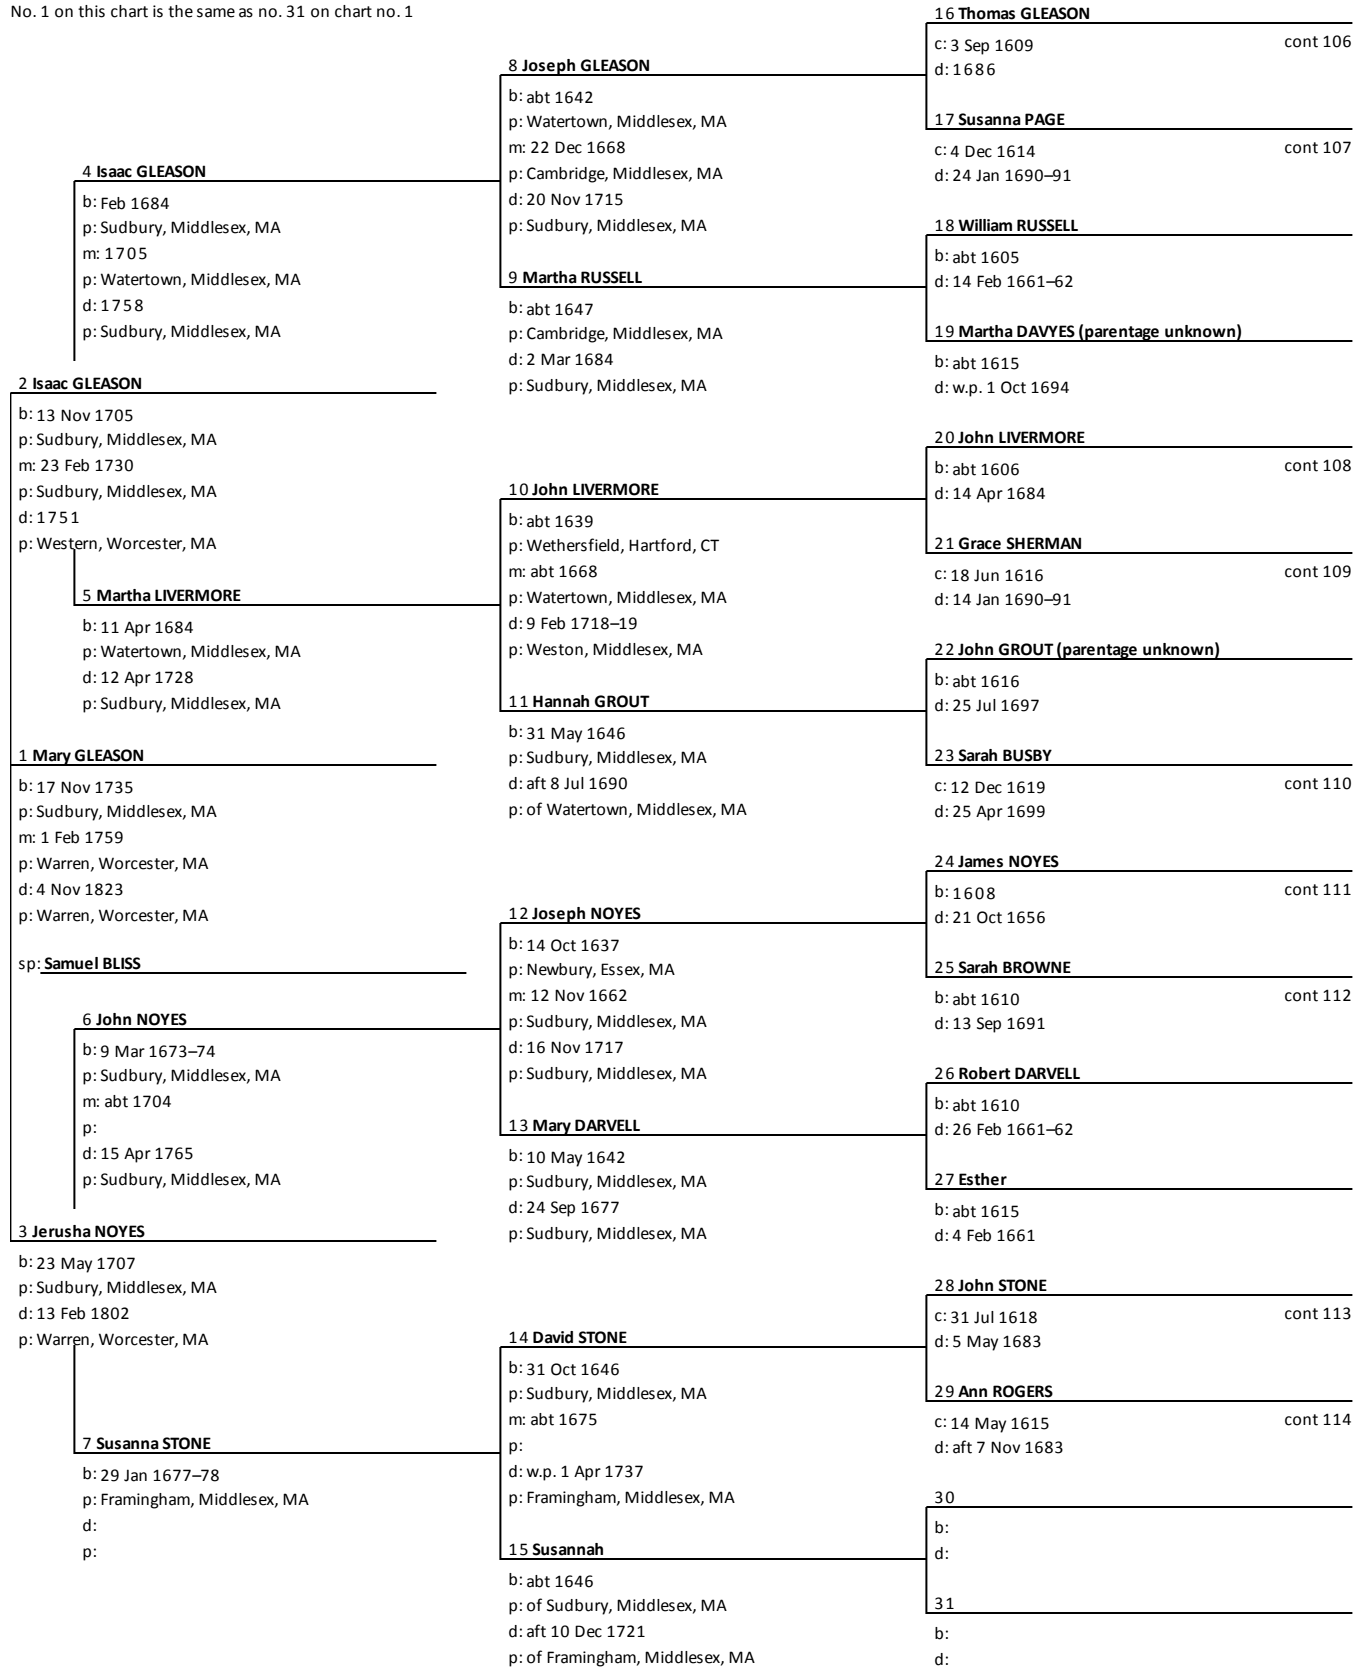 No. 1 on this chart is the same as no. 31 on chart no. 1
4 Isaac GLEASON
b: Feb 1684
p: Sudbury, Middlesex, MA
m: 1705
p: Watertown, Middlesex, MA
d: 1758
p: Sudbury, Middlesex, MA
2 Isaac GLEASON
b: 13 Nov 1705
p: Sudbury, Middlesex, MA
m: 23 Feb 1730
p: Sudbury, Middlesex, MA
d: 1751
p: Western, Worcester, MA
5 Martha LIVERMORE
b: 11 Apr 1684
p: Watertown, Middlesex, MA
d: 12 Apr 1728
p: Sudbury, Middlesex, MA
1 Mary GLEASON
b: 17 Nov 1735
p: Sudbury, Middlesex, MA
m: 1 Feb 1759
p: Warren, Worcester, MA
d: 4 Nov 1823
p: Warren, Worcester, MA
sp: Samuel BLISS
6 John NOYES
b: 9 Mar 1673–74
p: Sudbury, Middlesex, MA
m: abt 1704
p:
d: 15 Apr 1765
p: Sudbury, Middlesex, MA
3 Jerusha NOYES
b: 23 May 1707
p: Sudbury, Middlesex, MA
d: 13 Feb 1802
p: Warren, Worcester, MA
7 Susanna STONE
b: 29 Jan 1677–78
p: Framingham, Middlesex, MA
d:
p:
8 Joseph GLEASON
b: abt 1642
p: Watertown, Middlesex, MA
m: 22 Dec 1668
p: Cambridge, Middlesex, MA
d: 20 Nov 1715
p: Sudbury, Middlesex, MA
9 Martha RUSSELL
b: abt 1647
p: Cambridge, Middlesex, MA
d: 2 Mar 1684
p: Sudbury, Middlesex, MA
10 John LIVERMORE
b: abt 1639
p: Wethersfield, Hartford, CT
m: abt 1668
p: Watertown, Middlesex, MA
d: 9 Feb 1718–19
p: Weston, Middlesex, MA
11 Hannah GROUT
b: 31 May 1646
p: Sudbury, Middlesex, MA
d: aft 8 Jul 1690
p: of Watertown, Middlesex, MA
12 Joseph NOYES
b: 14 Oct 1637
p: Newbury, Essex, MA
m: 12 Nov 1662
p: Sudbury, Middlesex, MA
d: 16 Nov 1717
p: Sudbury, Middlesex, MA
13 Mary DARVELL
b: 10 May 1642
p: Sudbury, Middlesex, MA
d: 24 Sep 1677
p: Sudbury, Middlesex, MA
14 David STONE
b: 31 Oct 1646
p: Sudbury, Middlesex, MA
m: abt 1675
p:
d: w.p. 1 Apr 1737
p: Framingham, Middlesex, MA
15 Susannah
b: abt 1646
p: of Sudbury, Middlesex, MA
d: aft 10 Dec 1721
p: of Framingham, Middlesex, MA
16 Thomas GLEASON
c: 3 Sep 1609 cont 106
d: 1686
17 Susanna PAGE
c: 4 Dec 1614 cont 107
d: 24 Jan 1690–91
18 William RUSSELL
b: abt 1605
d: 14 Feb 1661–62
19 Martha DAVYES (parentage unknown)
b: abt 1615
d: w.p. 1 Oct 1694
20 John LIVERMORE
b: abt 1606 cont 108
d: 14 Apr 1684
21 Grace SHERMAN
c: 18 Jun 1616 cont 109
d: 14 Jan 1690–91
22 John GROUT (parentage unknown)
b: abt 1616
d: 25 Jul 1697
23 Sarah BUSBY
c: 12 Dec 1619 cont 110
d: 25 Apr 1699
24 James NOYES
b: 1608 cont 111
d: 21 Oct 1656
25 Sarah BROWNE
b: abt 1610 cont 112
d: 13 Sep 1691
26 Robert DARVELL
b: abt 1610
d: 26 Feb 1661–62
27 Esther
b: abt 1615
d: 4 Feb 1661
28 John STONE
c: 31 Jul 1618 cont 113
d: 5 May 1683
29 Ann ROGERS
c: 14 May 1615 cont 114
d: aft 7 Nov 1683
30
b:
d:
31
b:
d: